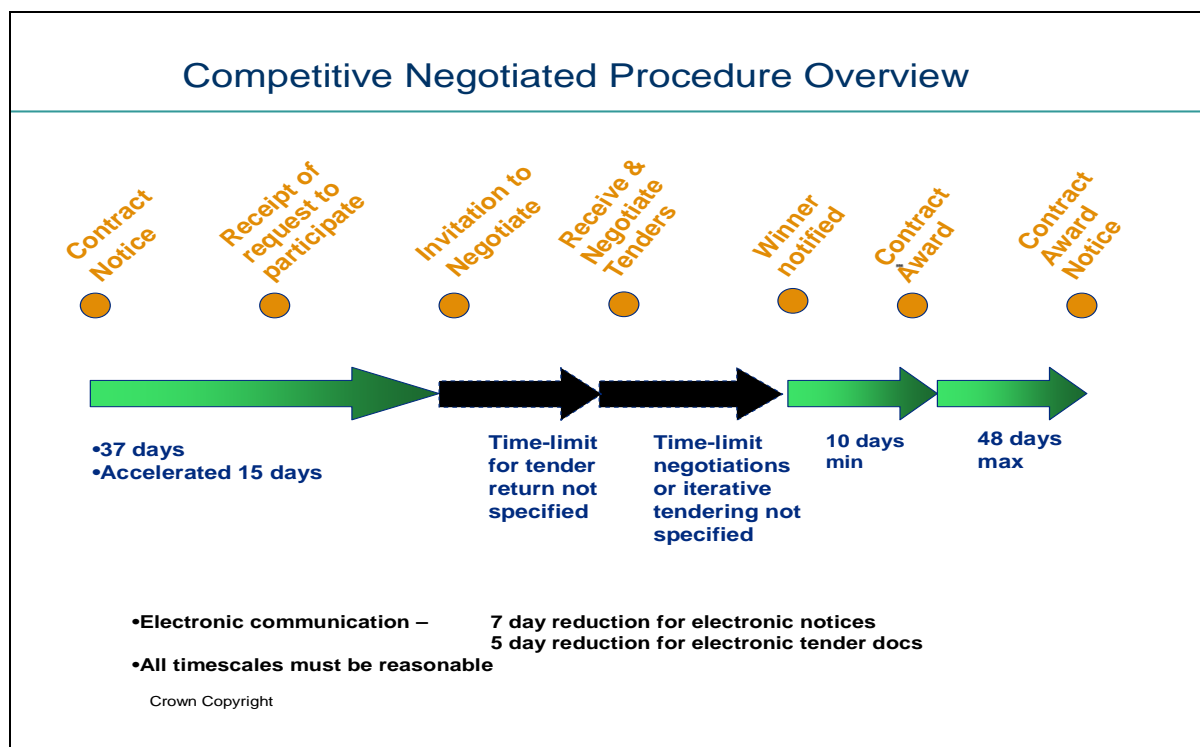 Competitive Negotiated Procedure Overview
Contract
Notice
Receipt of
request to
participate
Invitation to
Negotiate
Receive &
Negotiate
Tenders
Winner
notified
Contract
Award
Contract
Award
Notice
•37 days
•Accelerated 15 days
Time-limit
for tender
return not
specified
Time-limit
negotiations
or iterative
tendering not
specified
10 days
min
48 days
max
•Electronic communication – 7 day reduction for electronic notices
5 day reduction for electronic tender docs
•All timescales must be reasonable
Crown Copyright